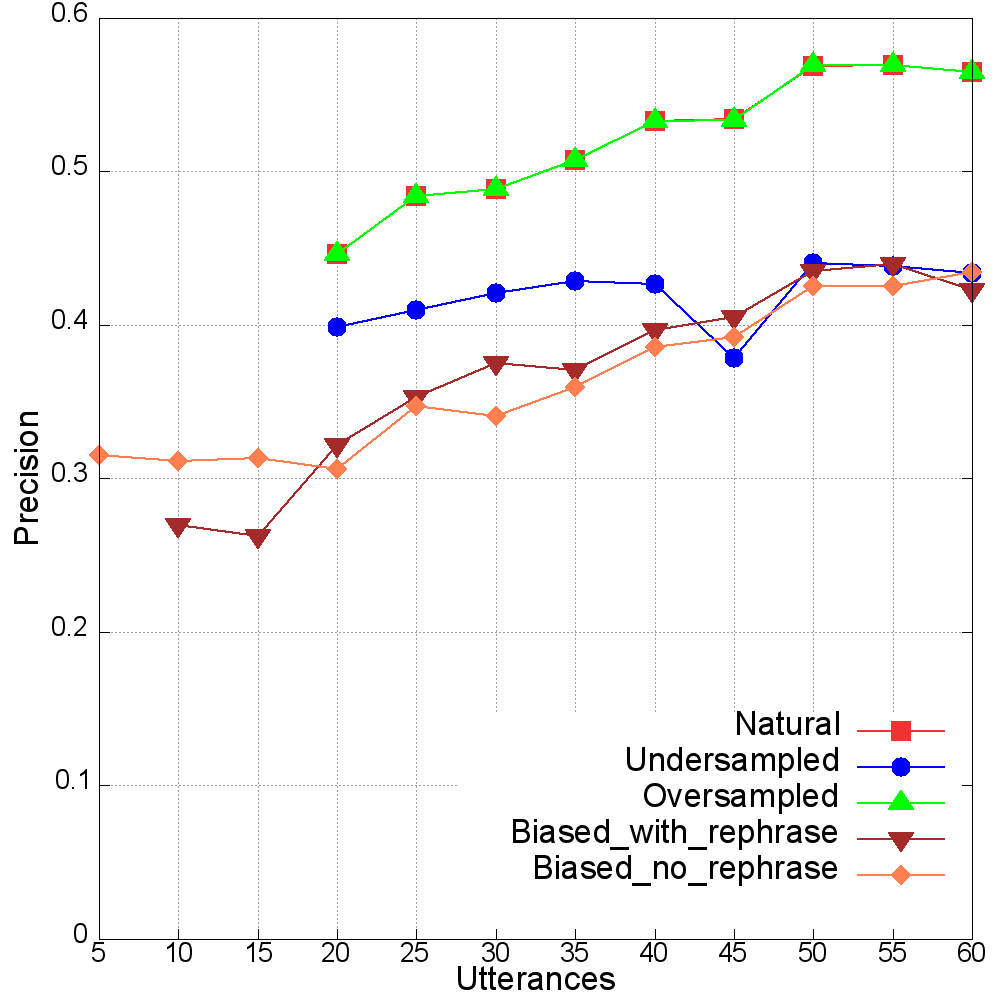 0.6
0.5
0.4
0.3
0.2
0.1
0
Precision
5 10 15 20 25 30 35 40 45 50 55 60
Utterances
Natural
Undersampled
Oversampled
Biased_with_rephrase
Biased_no_rephrase